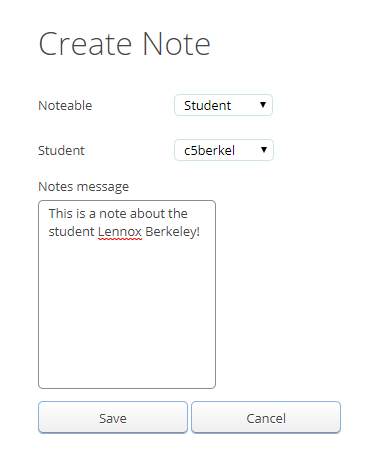 Create Note
Noteable Student
Student c5berkel
Notes message
This is a note about the
student Lennox Berkeley!
Save Cancel